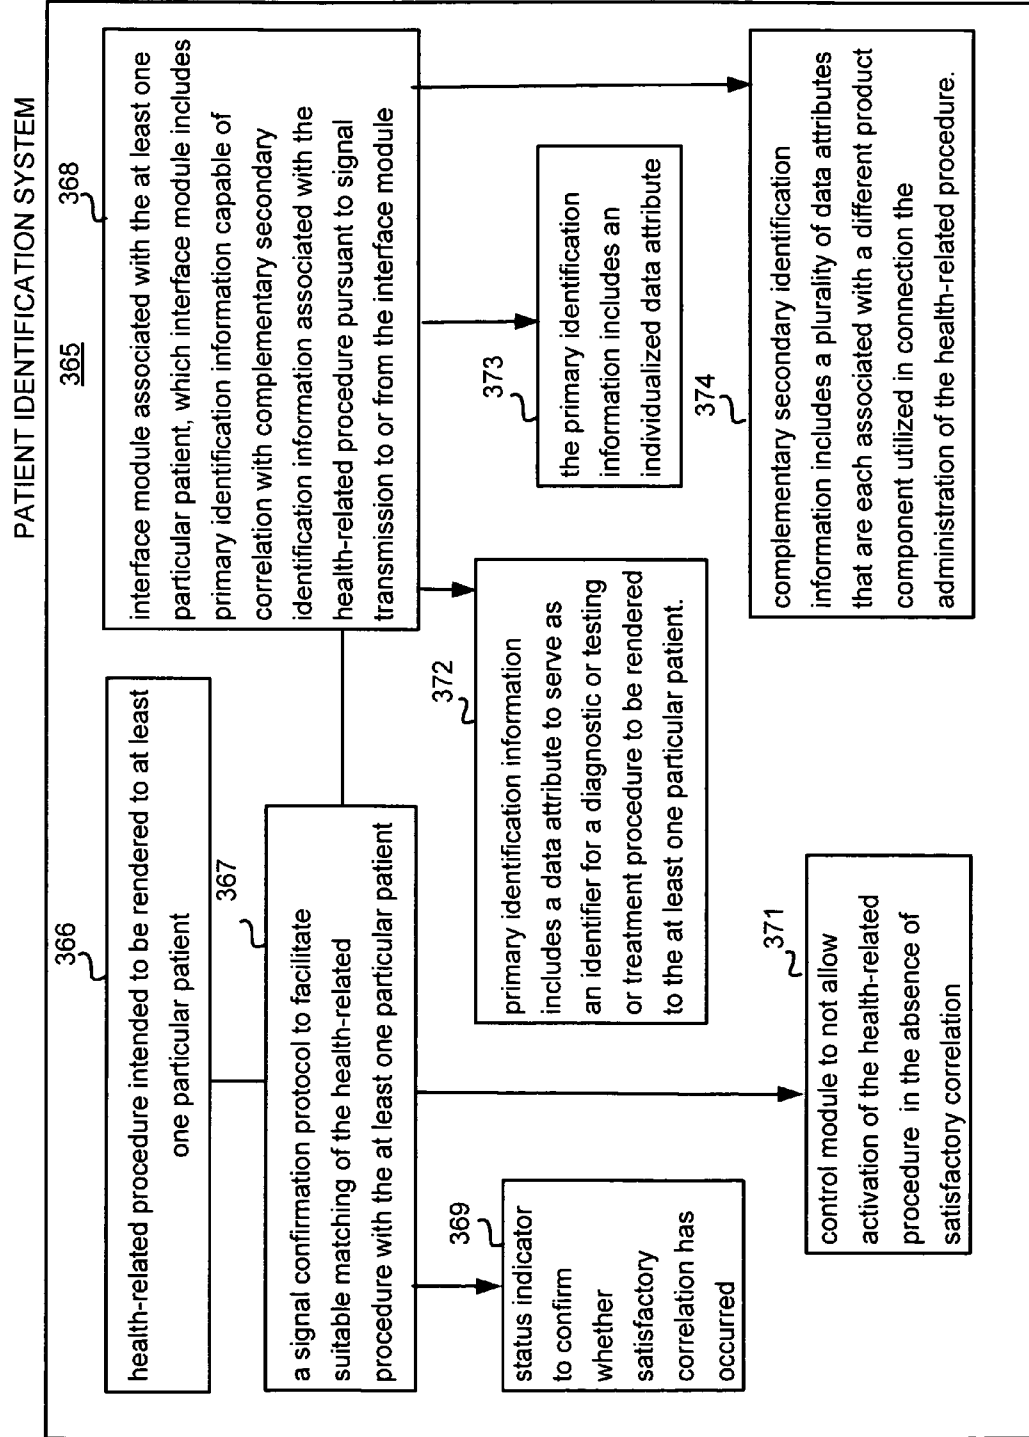 PATIENT IDENTIFICATION SYSTEM
365
366
health-related procedure intended to be rendered to at least
one particular patient
367
a signal confirmation protocol to facilitate
suitable matching of the health-related
procedure with the at least one particular patient
368
interface module associated with the at least one
particular patient, which interface module includes
primary identification information capable of
correlation with complementary secondary
identification information associated with the
health-related procedure pursuant to signal
transmission to or from the interface module
369
status indicator
to confirm
whether
satisfactory
correlation has
occurred
371
control module to not allow
activation of the health-related
procedure in the absence of
satisfactory correlation
372
primary identification information
includes a data attribute to serve as
an identifier for a diagnostic or testing
or treatment procedure to be rendered
to the at least one particular patient.
373
the primary identification
information includes an
individualized data attribute
374
complementary secondary identification
information includes a plurality of data attributes
that are each associated with a different product
component utilized in connection the
administration of the health-related procedure.